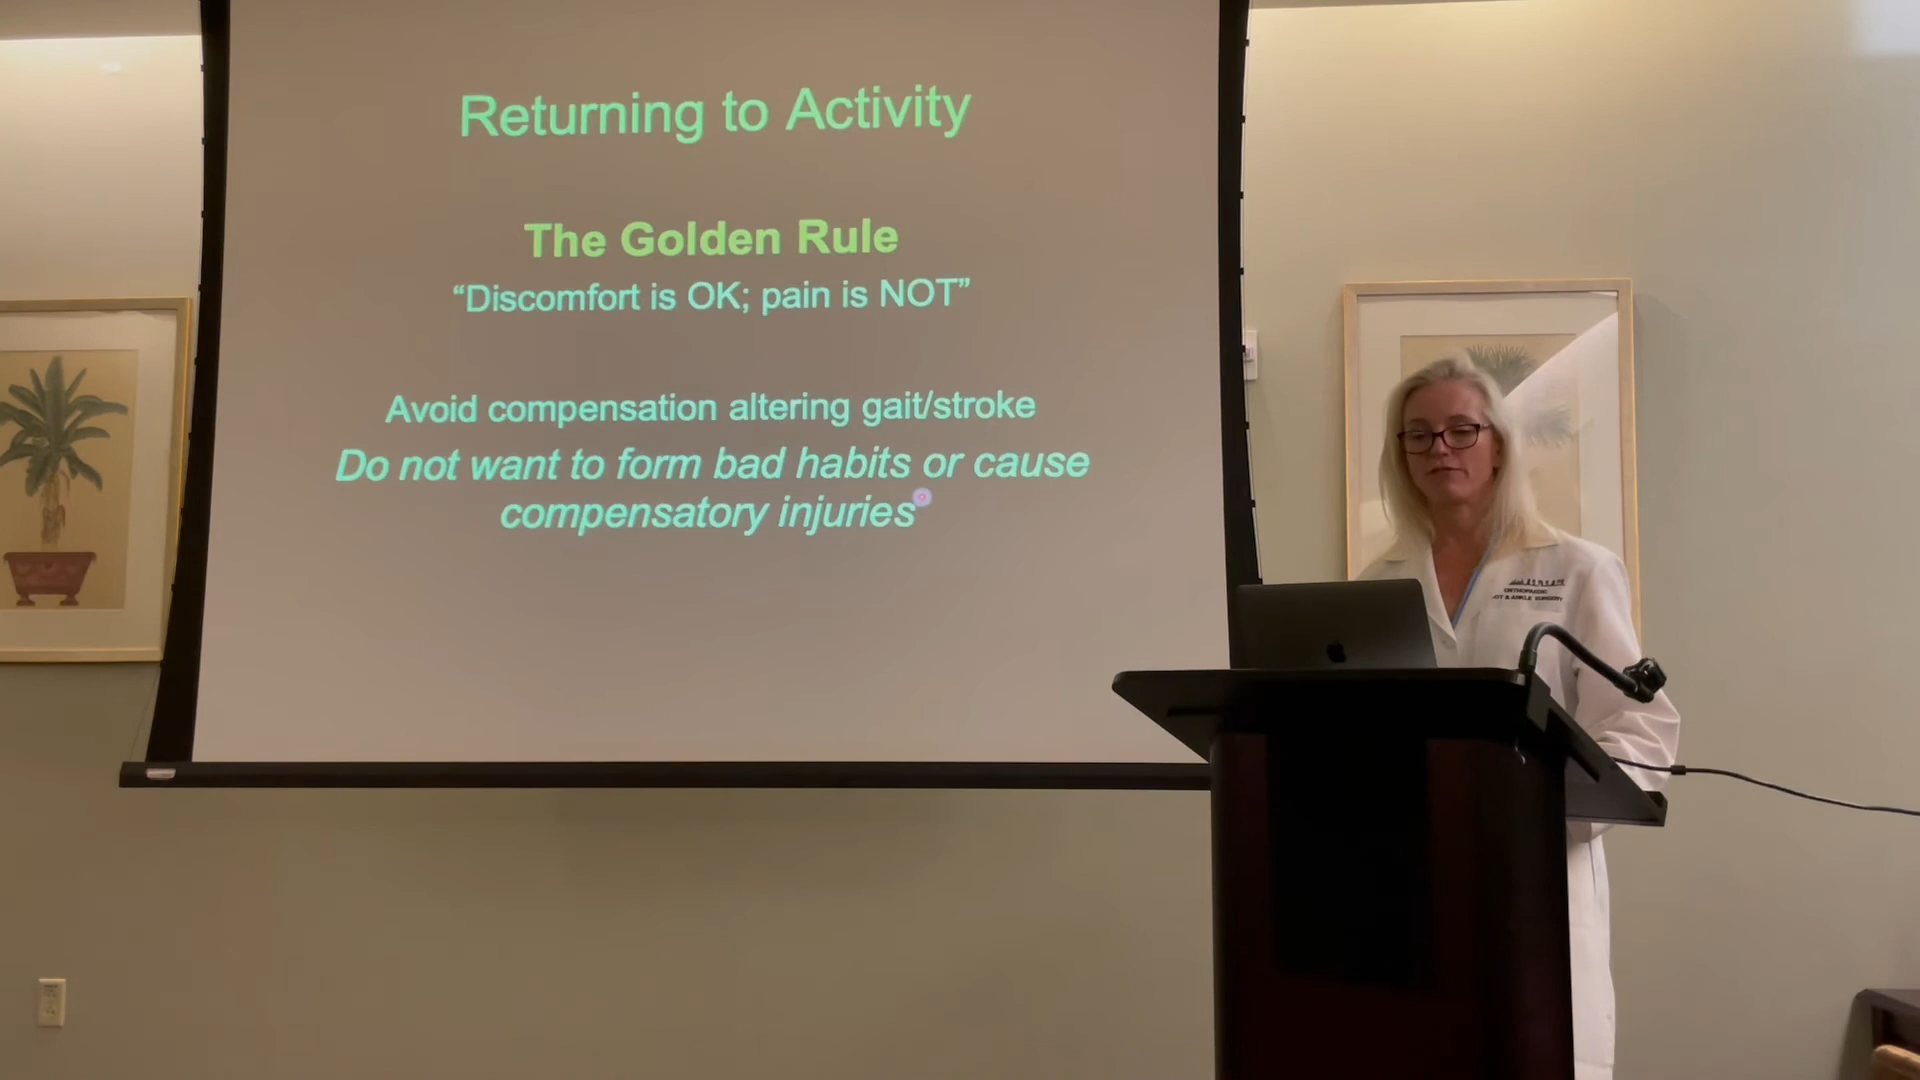 Returning to Activity
The Golden Rule
“Discomfort is OK; pain is NOT”
Avoid compensation altering gait/stroke
Do not want to form bad habits or cause
compensatory injuries
ORTHOPAEDIC
& ANKLE SURGERY